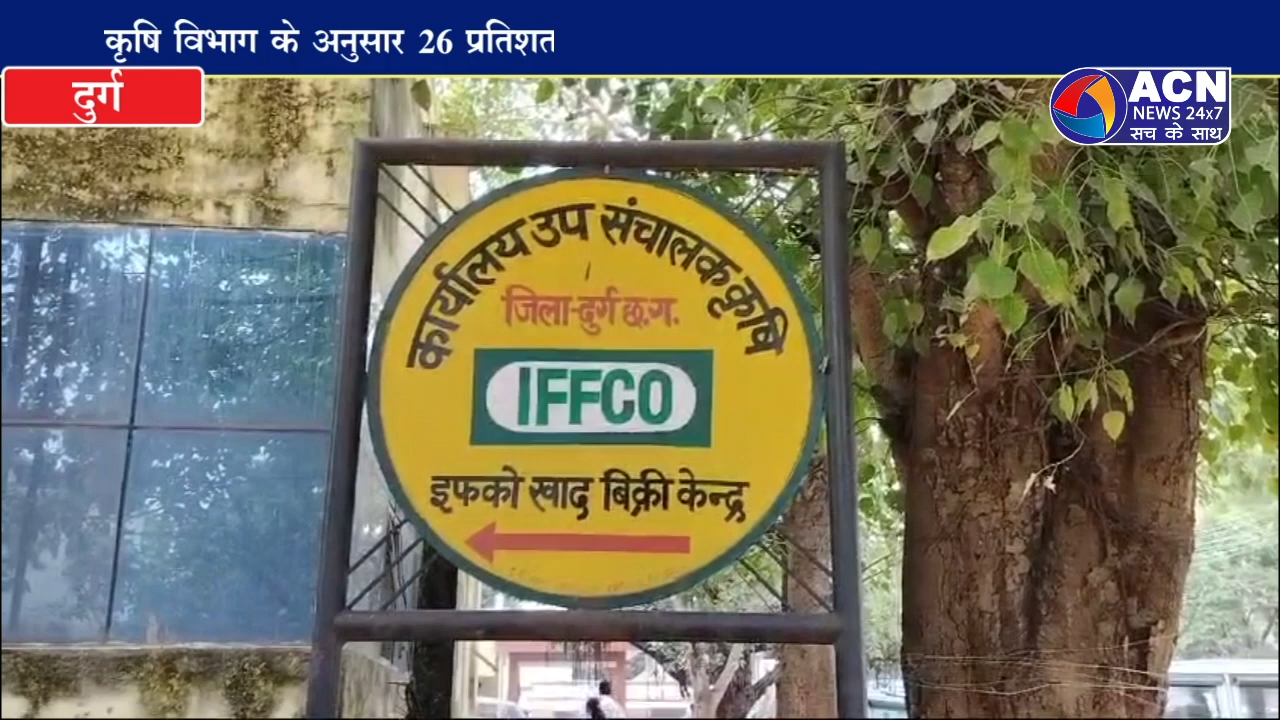 कृषि विभाग के अनुसार 26 प्रतिशत
दुर्ग
ACN
NEWS 24x7
सच के साथ
कार्यालय उप संचालक कृषि
जिला-दुर्ग छ.ग.
IFFCO
इफको खाद बिक्री केन्द्र